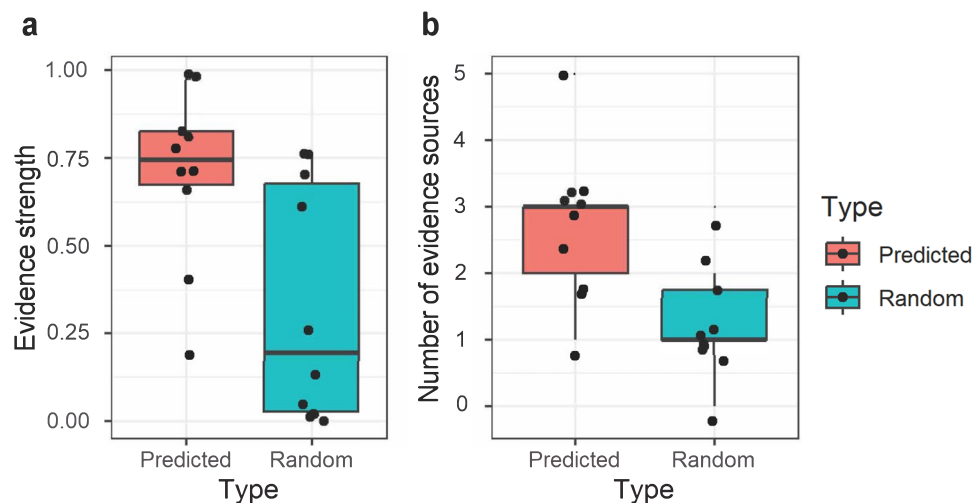 a
Evidence strength
1.00
0.75
0.50
0.25
0.00
Predicted
Random
Type
b
Number of evidence sources
5
4
3
2
1
0
Predicted
Random
Type
Type
Predicted
Random